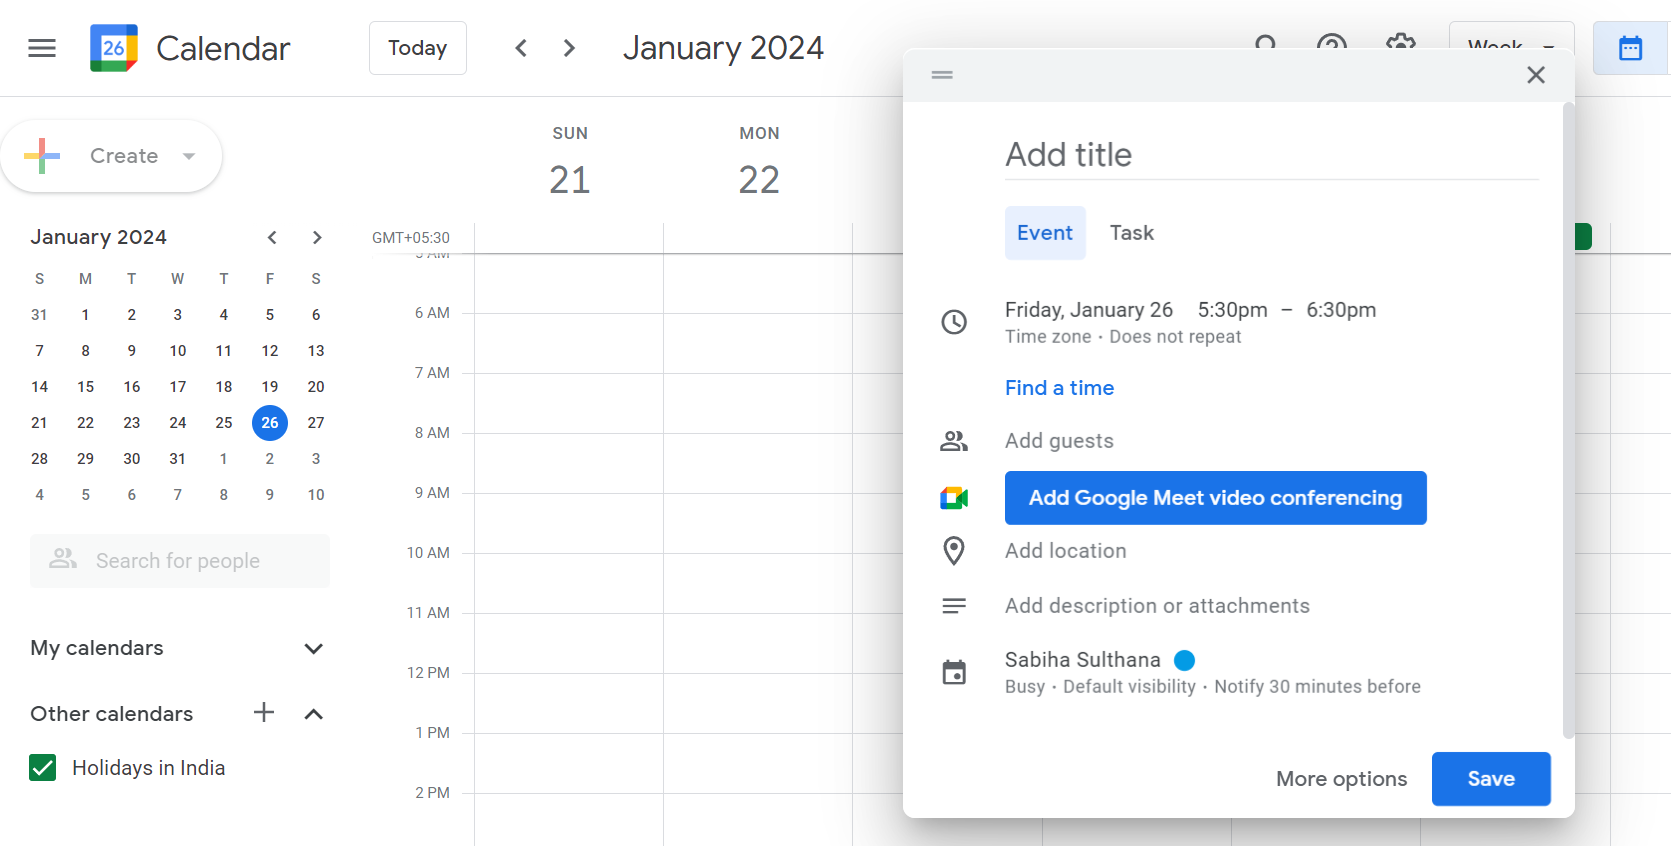 26 Calendar Today January 2024 Week
Create
January 2024
S M T W T F S
31 1 2 3 4 5 6
7 8 9 10 11 12 13
14 15 16 17 18 19 20
21 22 23 24 25 26 27
28 29 30 31 1 2 3
4 5 6 7 8 9 10
Search for people
My calendars
Other calendars
Holidays in India
SUN MON
21 22
GMT+05:30
5 AM
6 AM
7 AM
8 AM
9 AM
10 AM
11 AM
12 PM
1 PM
2 PM
Add title
Event Task
Friday, January 26 5:30pm – 6:30pm
Time zone · Does not repeat
Find a time
Add guests
Add Google Meet video conferencing
Add location
Add description or attachments
Sabiha Sulthana
Busy · Default visibility · Notify 30 minutes before
More options Save